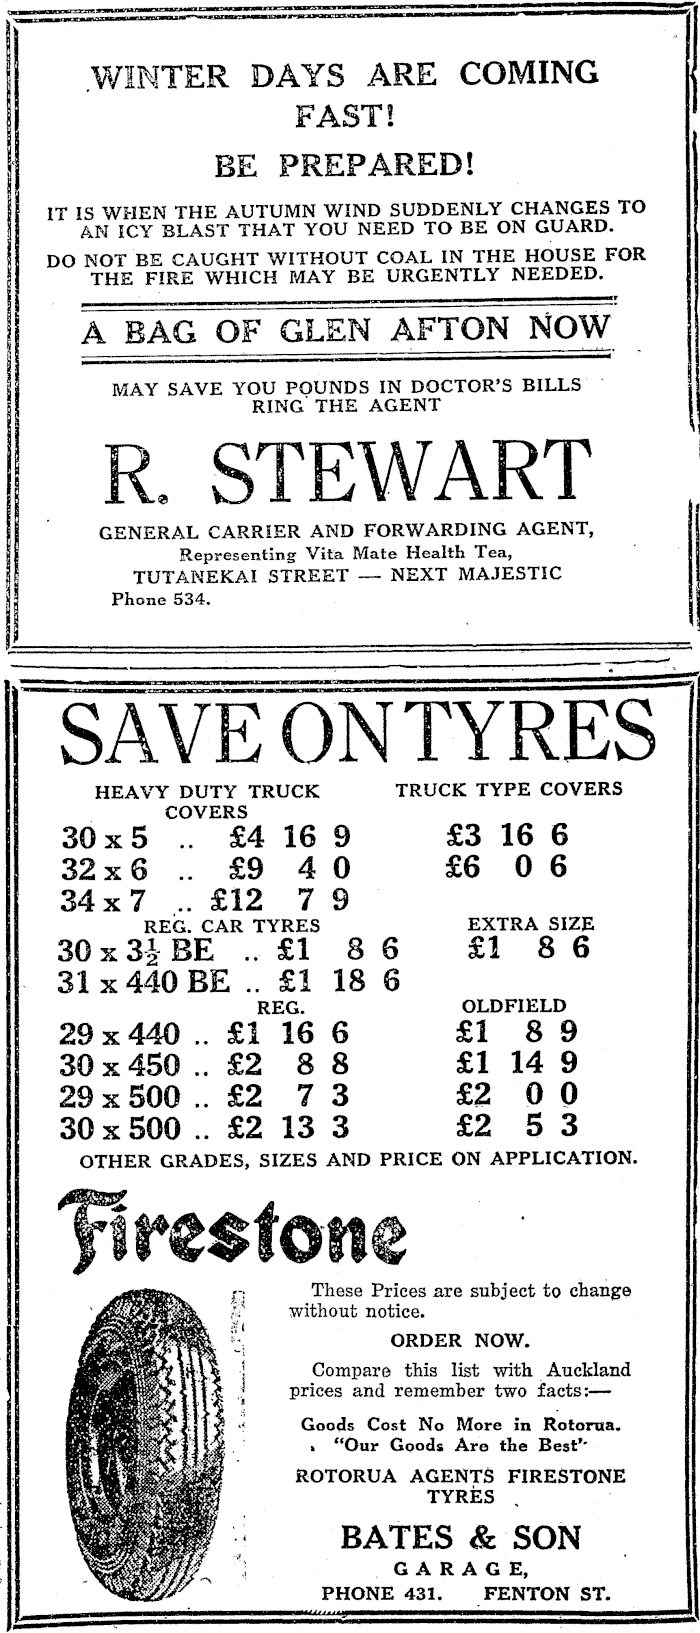 WINTER DAYS ARE COMING
FAST!
BE PREPARED!
IT IS WHEN THE AUTUMN WIND SUDDENLY CHANGES TO
AN ICY BLAST THAT YOU NEED TO BE ON GUARD.
DO NOT BE CAUGHT WITHOUT COAL IN THE HOUSE FOR
THE FIRE WHICH MAY BE URGENTLY NEEDED.
A BAG OF GLEN AFTON NOW
MAY SAVE YOU POUNDS IN DOCTOR'S BILLS
RING THE AGENT
R. STEWART
GENERAL CARRIER AND FORWARDING AGENT,
Representing Vita Mate Health Tea,
TUTANEKAI STREET — NEXT MAJESTIC
Phone 534.
SAVE ON TYRES
HEAVY DUTY TRUCK COVERS TRUCK TYPE COVERS
30 x 5 .. £4 16 9 £3 16 6
32 x 6 .. £9 4 0 £6 0 6
34 x 7 .. £12 7 9
REG. CAR TYRES EXTRA SIZE
30 x 3½ BE .. £1 8 6 £1 8 6
31 x 440 BE .. £1 18 6
REG. OLDFIELD
29 x 440 .. £1 16 6 £1 8 9
30 x 450 .. £2 8 8 £1 14 9
29 x 500 .. £2 7 3 £2 0 0
30 x 500 .. £2 13 3 £2 5 3
OTHER GRADES, SIZES AND PRICE ON APPLICATION.
Firestone
These Prices are subject to change
without notice.
ORDER NOW.
Compare this list with Auckland
prices and remember two facts:—
Goods Cost No More in Rotorua.
"Our Goods Are the Best"
ROTORUA AGENTS FIRESTONE
TYRES
BATES & SON
GARAGE,
PHONE 431. FENTON ST.